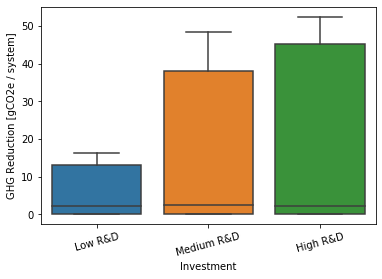 GHG Reduction [gCO2e / system]
50
40
30
20
10
0
Low R&D
Medium R&D
High R&D
Investment